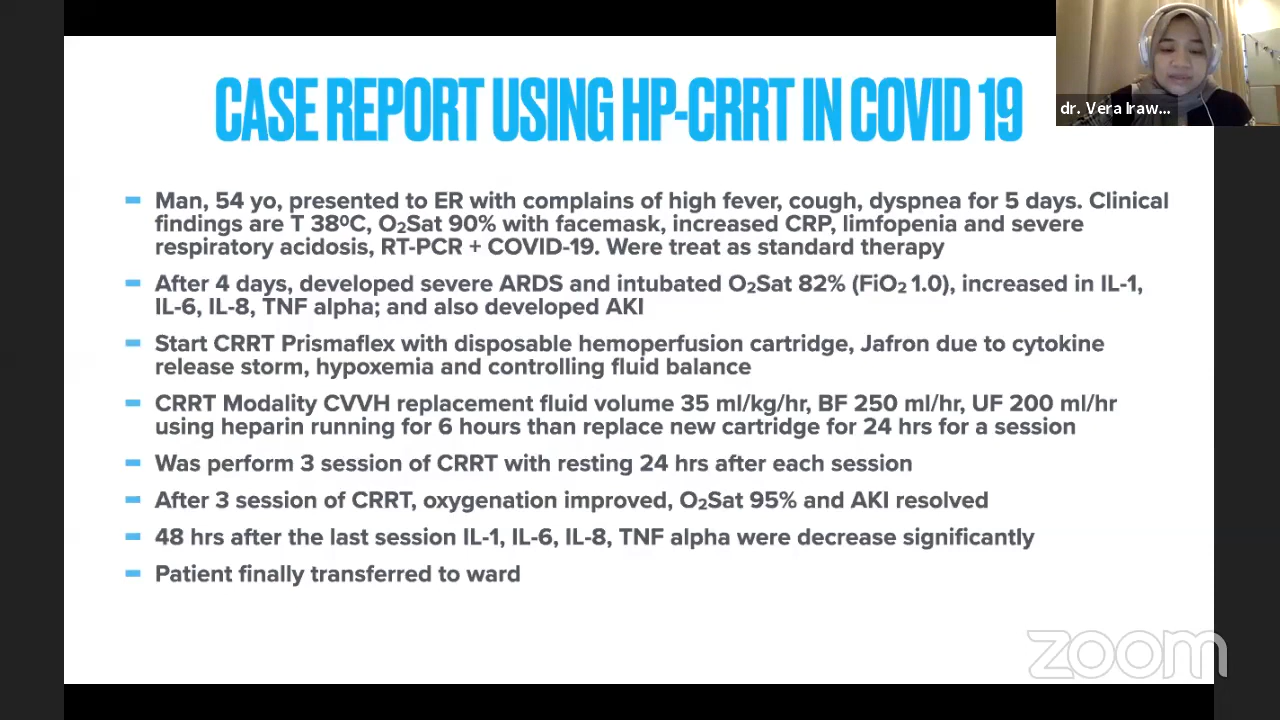 CASE REPORT USING HP-CRRT IN COVID 19
dr. Vera Iraw...
Man, 54 yo, presented to ER with complains of high fever, cough, dyspnea for 5 days. Clinical
findings are T 38⁰C, O₂Sat 90% with facemask, increased CRP, limfopenia and severe
respiratory acidosis, RT-PCR + COVID-19. Were treat as standard therapy
After 4 days, developed severe ARDS and intubated O₂Sat 82% (FiO₂ 1.0), increased in IL-1,
IL-6, IL-8, TNF alpha; and also developed AKI
Start CRRT Prismaflex with disposable hemoperfusion cartridge, Jafron due to cytokine
release storm, hypoxemia and controlling fluid balance
CRRT Modality CVVH replacement fluid volume 35 ml/kg/hr, BF 250 ml/hr, UF 200 ml/hr
using heparin running for 6 hours than replace new cartridge for 24 hrs for a session
Was perform 3 session of CRRT with resting 24 hrs after each session
After 3 session of CRRT, oxygenation improved, O₂Sat 95% and AKI resolved
48 hrs after the last session IL-1, IL-6, IL-8, TNF alpha were decrease significantly
Patient finally transferred to ward
zoom